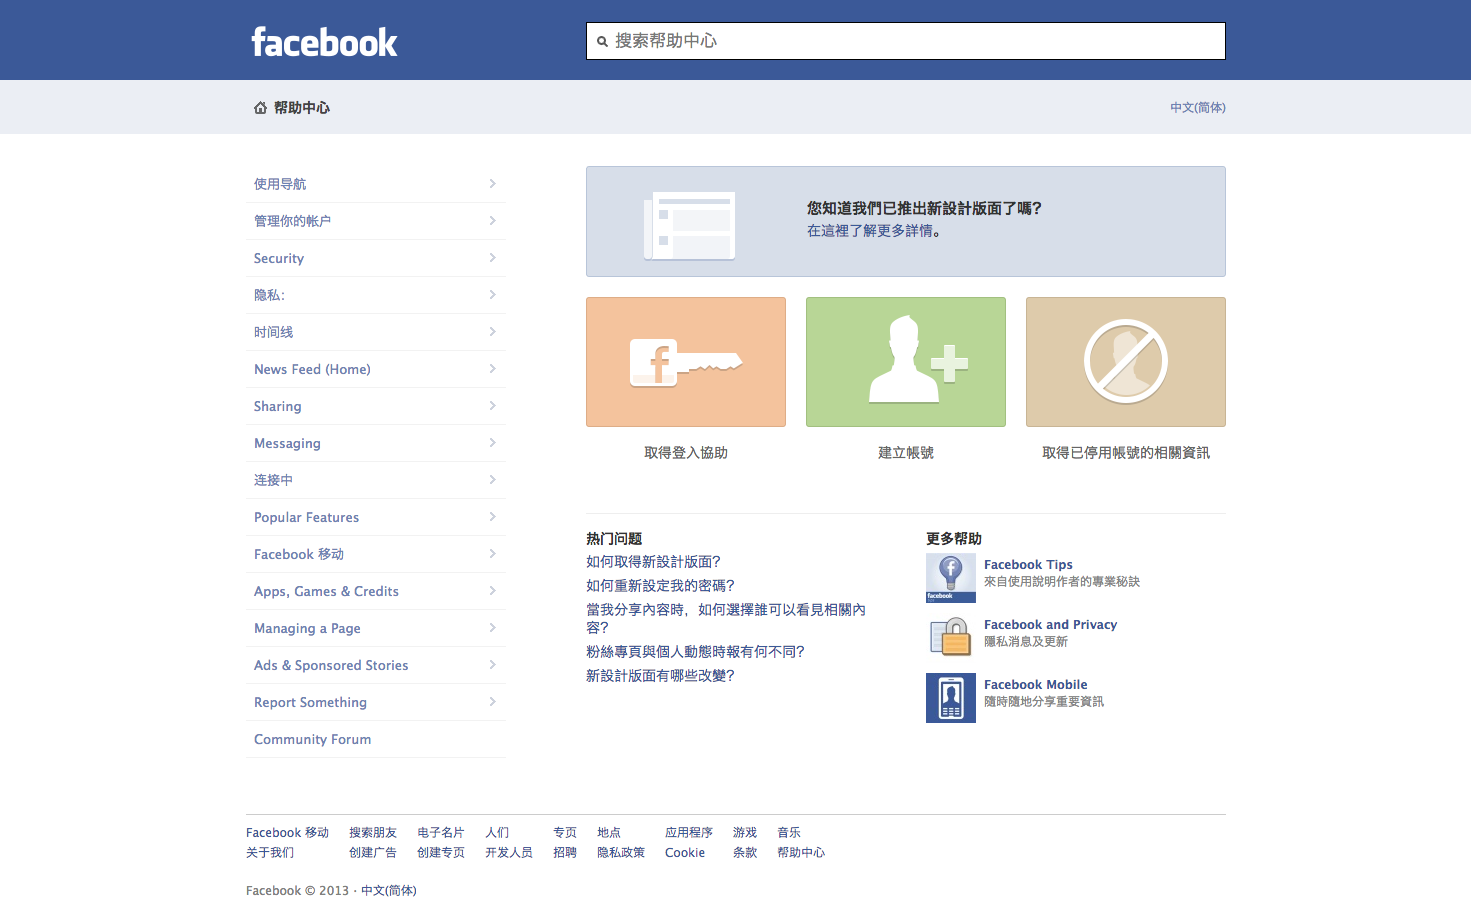 facebook
搜索帮助中心
帮助中心
中文(简体)
使用导航
管理你的帐户
Security
隐私：
时间线
News Feed (Home)
Sharing
Messaging
连接中
Popular Features
Facebook 移动
Apps, Games & Credits
Managing a Page
Ads & Sponsored Stories
Report Something
Community Forum
您知道我們已推出新設計版面了嗎？
在這裡了解更多詳情。
取得登入協助
建立帳號
取得已停用帳號的相關資訊
热门问题
如何取得新設計版面？
如何重新設定我的密碼？
當我分享內容時，如何選擇誰可以看見相關內
容？
粉絲專頁與個人動態時報有何不同？
新設計版面有哪些改變？
更多帮助
facebook
Facebook Tips
來自使用說明作者的專業秘訣
Facebook and Privacy
隱私消息及更新
Facebook Mobile
隨時隨地分享重要資訊
Facebook 移动 搜索朋友 电子名片 人们 专页 地点 应用程序 游戏 音乐
关于我们 创建广告 创建专页 开发人员 招聘 隐私政策 Cookie 条款 帮助中心
Facebook © 2013 · 中文(简体)